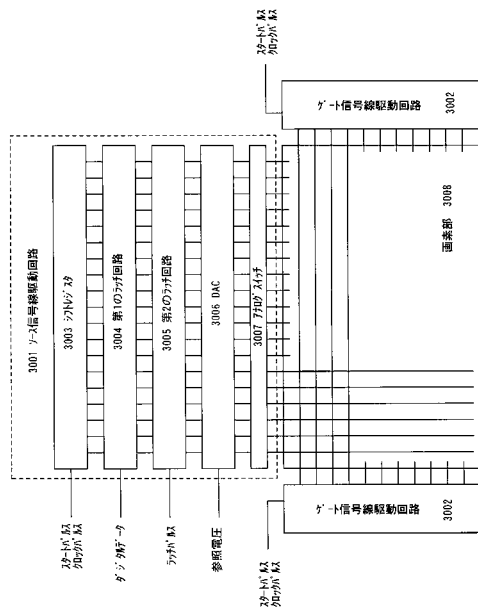 3001 ソース信号線駆動回路
スタートパルス
クロックパルス
3003 シフトレジスタ
デジタルデータ
3004 第1のラッチ回路
ラッチパルス
3005 第2のラッチ回路
参照電圧
3006 DAC
3007 アナログスイッチ
スタートパルス
クロックパルス
ゲート信号線駆動回路
3002
スタートパルス
クロックパルス
ゲート信号線駆動回路
3002
画素部 3008